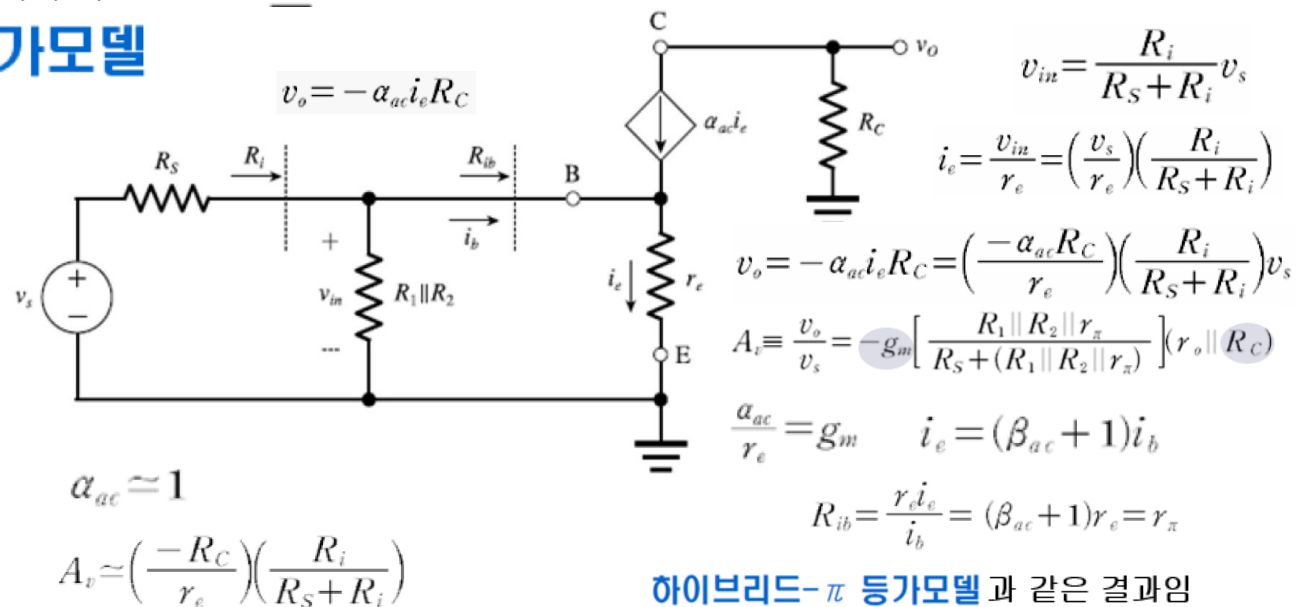 가모델
v_o = -α_ac i_e R_C
C
v_o
α_ac i_e
R_C
R_S
R_i
R_ib
B
i_b
+
v_in
---
R_1||R_2
i_e
r_e
E
v_s
+
−
v_in = R_i / (R_S + R_i) v_s
i_e = v_in / r_e = (v_s / r_e)(R_i / (R_S + R_i))
v_o = -α_ac i_e R_C = (-α_ac R_C / r_e)(R_i / (R_S + R_i)) v_s
A_v ≡ v_o / v_s = -g_m [R_1||R_2||r_π / (R_S + (R_1||R_2||r_π))](r_o||R_C)
α_ac / r_e = g_m   i_e = (β_ac + 1) i_b
R_ib = r_e i_e / i_b = (β_ac + 1) r_e = r_π
α_ac ≃ 1
A_v ≃ (-R_C / r_e)(R_i / (R_S + R_i))
하이브리드-π 등가모델 과 같은 결과임